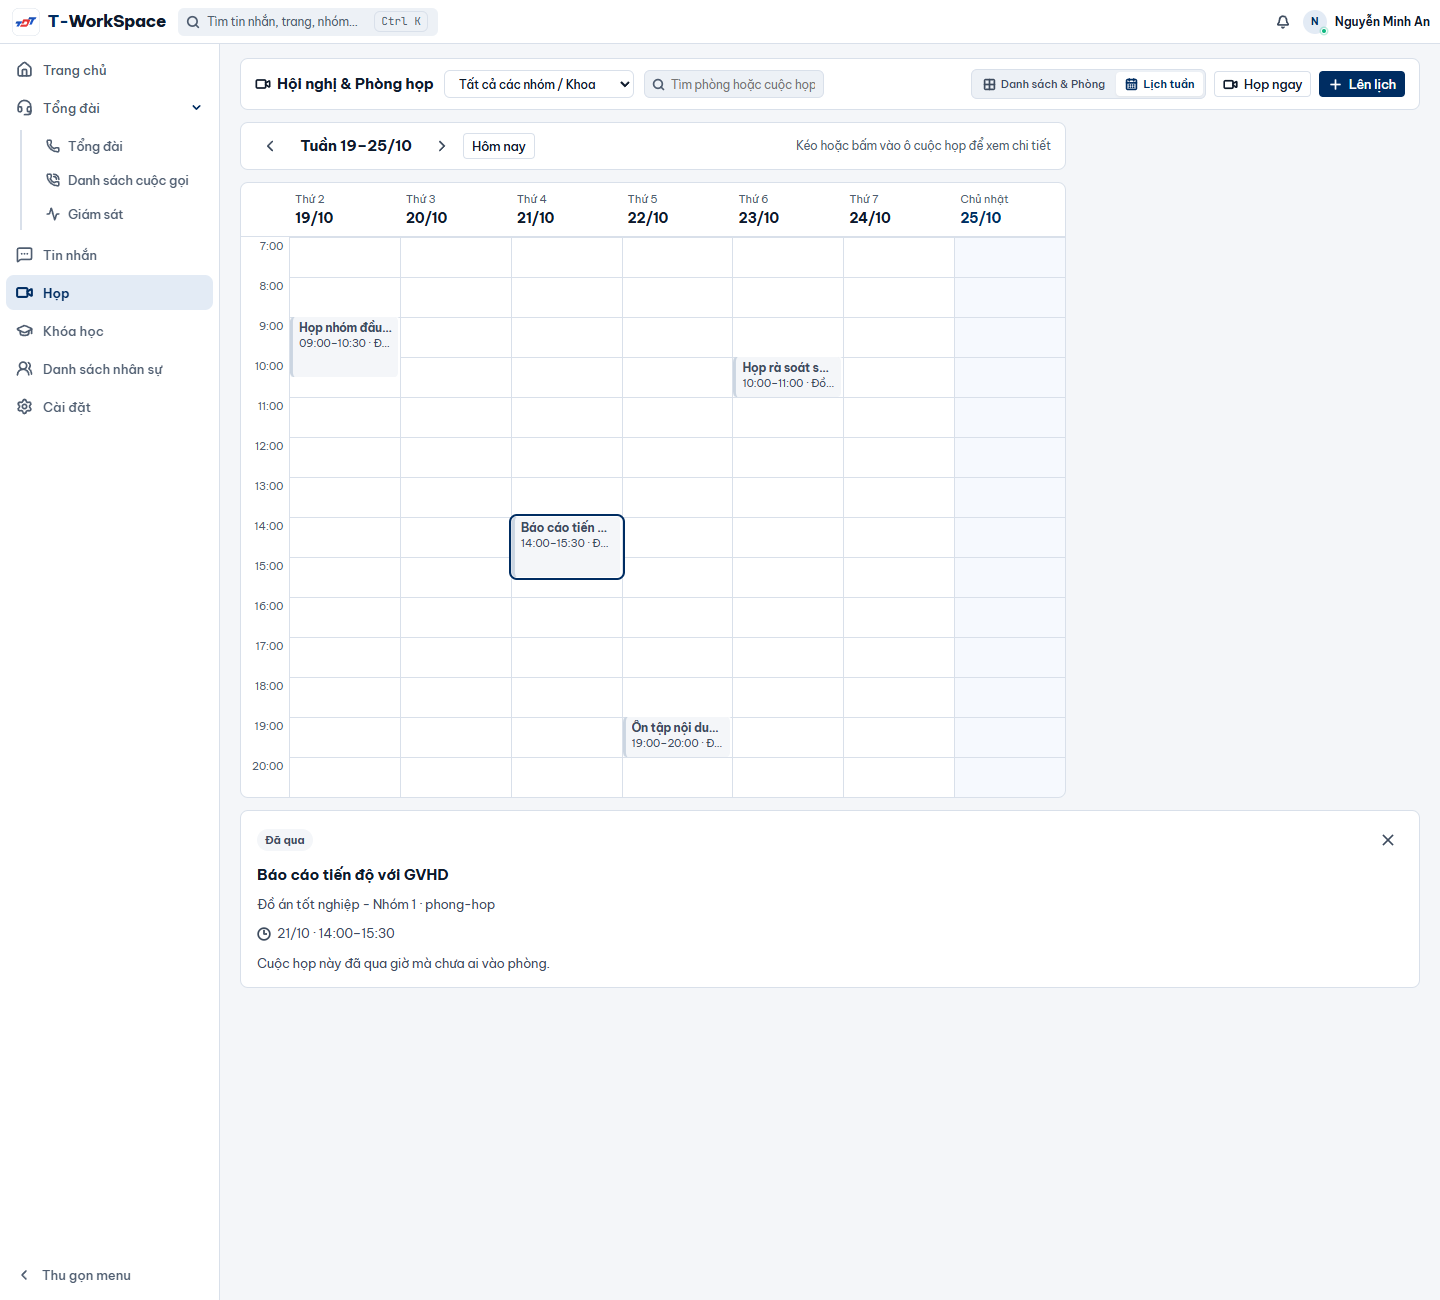 TDT T-WorkSpace
Tìm tin nhắn, trang, nhóm...
Ctrl K
N
Nguyễn Minh An
Trang chủ
Tổng đài
Tổng đài
Danh sách cuộc gọi
Giám sát
Tin nhắn
Họp
Khóa học
Danh sách nhân sự
Cài đặt
Thu gọn menu
Hội nghị & Phòng họp
Tất cả các nhóm / Khoa
Tìm phòng hoặc cuộc họp
Danh sách & Phòng
Lịch tuần
Họp ngay
Lên lịch
Tuần 19–25/10
Hôm nay
Kéo hoặc bấm vào ô cuộc họp để xem chi tiết
Thứ 2 Thứ 3 Thứ 4 Thứ 5 Thứ 6 Thứ 7 Chủ nhật
19/10 20/10 21/10 22/10 23/10 24/10 25/10
7:00
8:00
9:00
Họp nhóm đầu...
09:00–10:30 · Đ...
10:00
Họp rà soát s...
10:00–11:00 · Đồ...
11:00
12:00
13:00
14:00
Báo cáo tiến ...
14:00–15:30 · Đ...
15:00
16:00
17:00
18:00
19:00
Ôn tập nội du...
19:00–20:00 · Đ...
20:00
Đã qua
Báo cáo tiến độ với GVHD
Đồ án tốt nghiệp - Nhóm 1 · phong-hop
21/10 · 14:00–15:30
Cuộc họp này đã qua giờ mà chưa ai vào phòng.